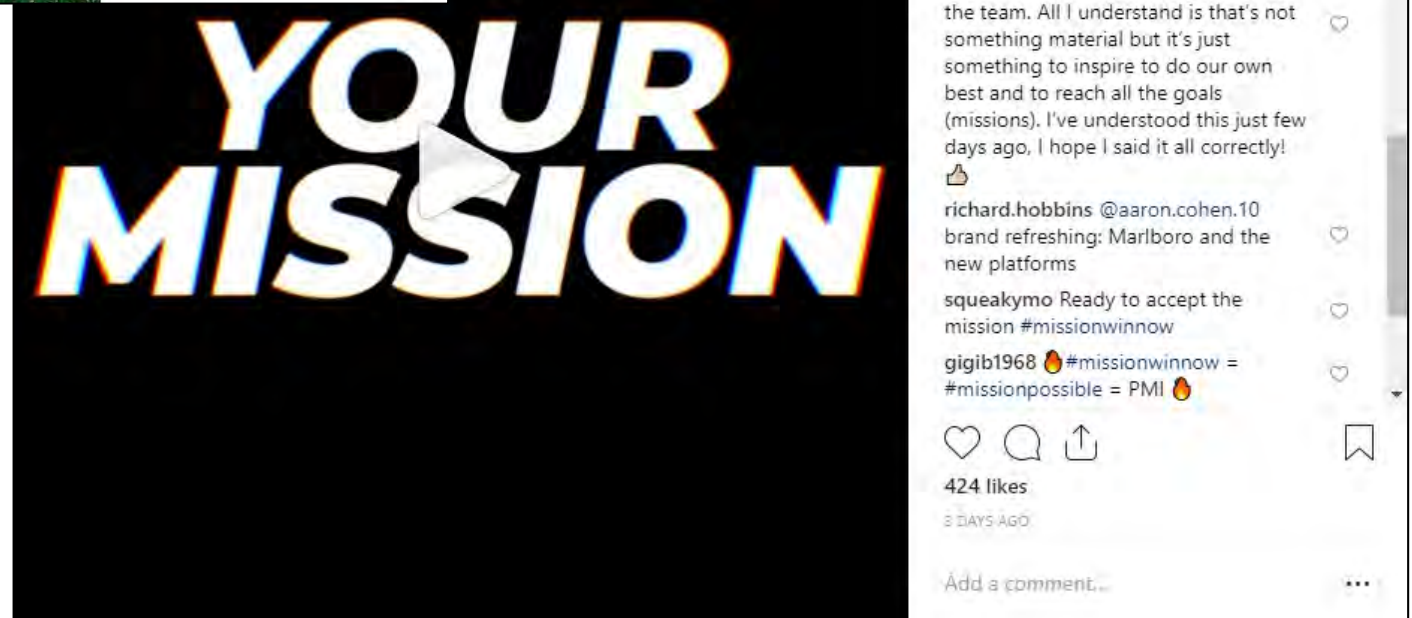 YOUR
MISSION
the team. All I understand is that's not
something material but it's just
something to inspire to do our own
best and to reach all the goals
(missions). I've understood this just few
days ago, I hope I said it all correctly!
👍
richard.hobbins @aaron.cohen.10
brand refreshing: Marlboro and the
new platforms
squeakymo Ready to accept the
mission #missionwinnow
gigib1968 🔥#missionwinnow =
#missionpossible = PMI 🔥
424 likes
3 DAYS AGO
Add a comment...